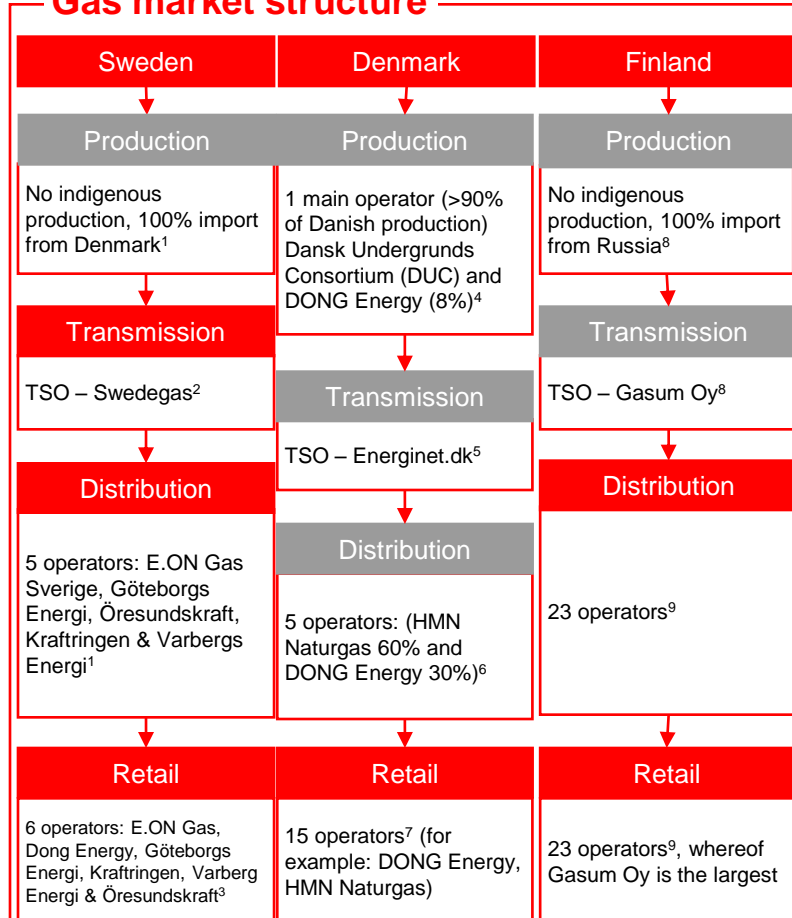 Gas market structure
Sweden
Production
No indigenous
production, 100% import
from Denmark¹
Transmission
TSO – Swedegas²
Distribution
5 operators: E.ON Gas
Sverige, Göteborgs
Energi, Öresundskraft,
Kraftringen & Varbergs
Energi¹
Retail
6 operators: E.ON Gas,
Dong Energy, Göteborgs
Energi, Kraftringen, Varberg
Energi & Öresundskraft³
Denmark
Production
1 main operator (>90%
of Danish production)
Dansk Undergrunds
Consortium (DUC) and
DONG Energy (8%)⁴
Transmission
TSO – Energinet.dk⁵
Distribution
5 operators: (HMN
Naturgas 60% and
DONG Energy 30%)⁶
Retail
15 operators⁷ (for
example: DONG Energy,
HMN Naturgas)
Finland
Production
No indigenous
production, 100% import
from Russia⁸
Transmission
TSO – Gasum Oy⁸
Distribution
23 operators⁹
Retail
23 operators⁹, whereof
Gasum Oy is the largest